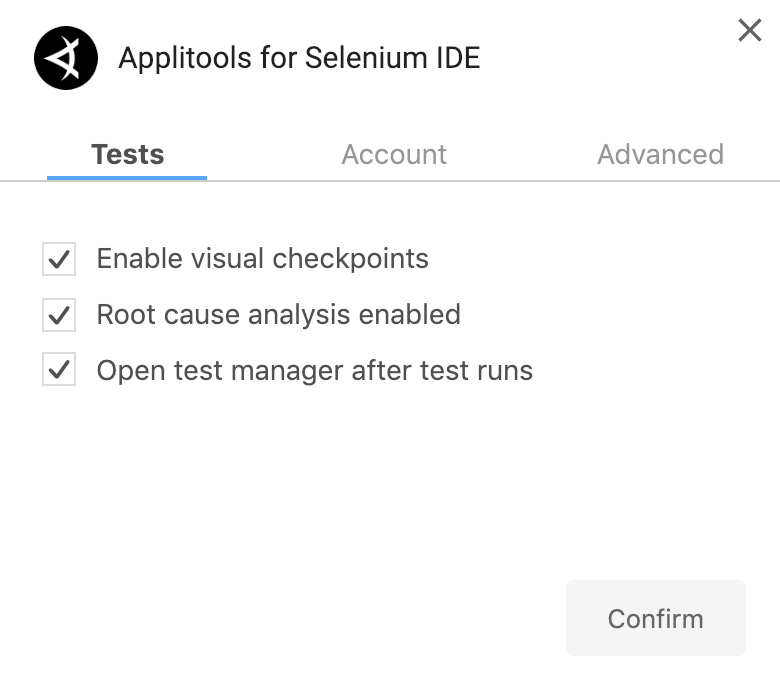 Applitools for Selenium IDE
Tests Account Advanced
Enable visual checkpoints
Root cause analysis enabled
Open test manager after test runs
Confirm